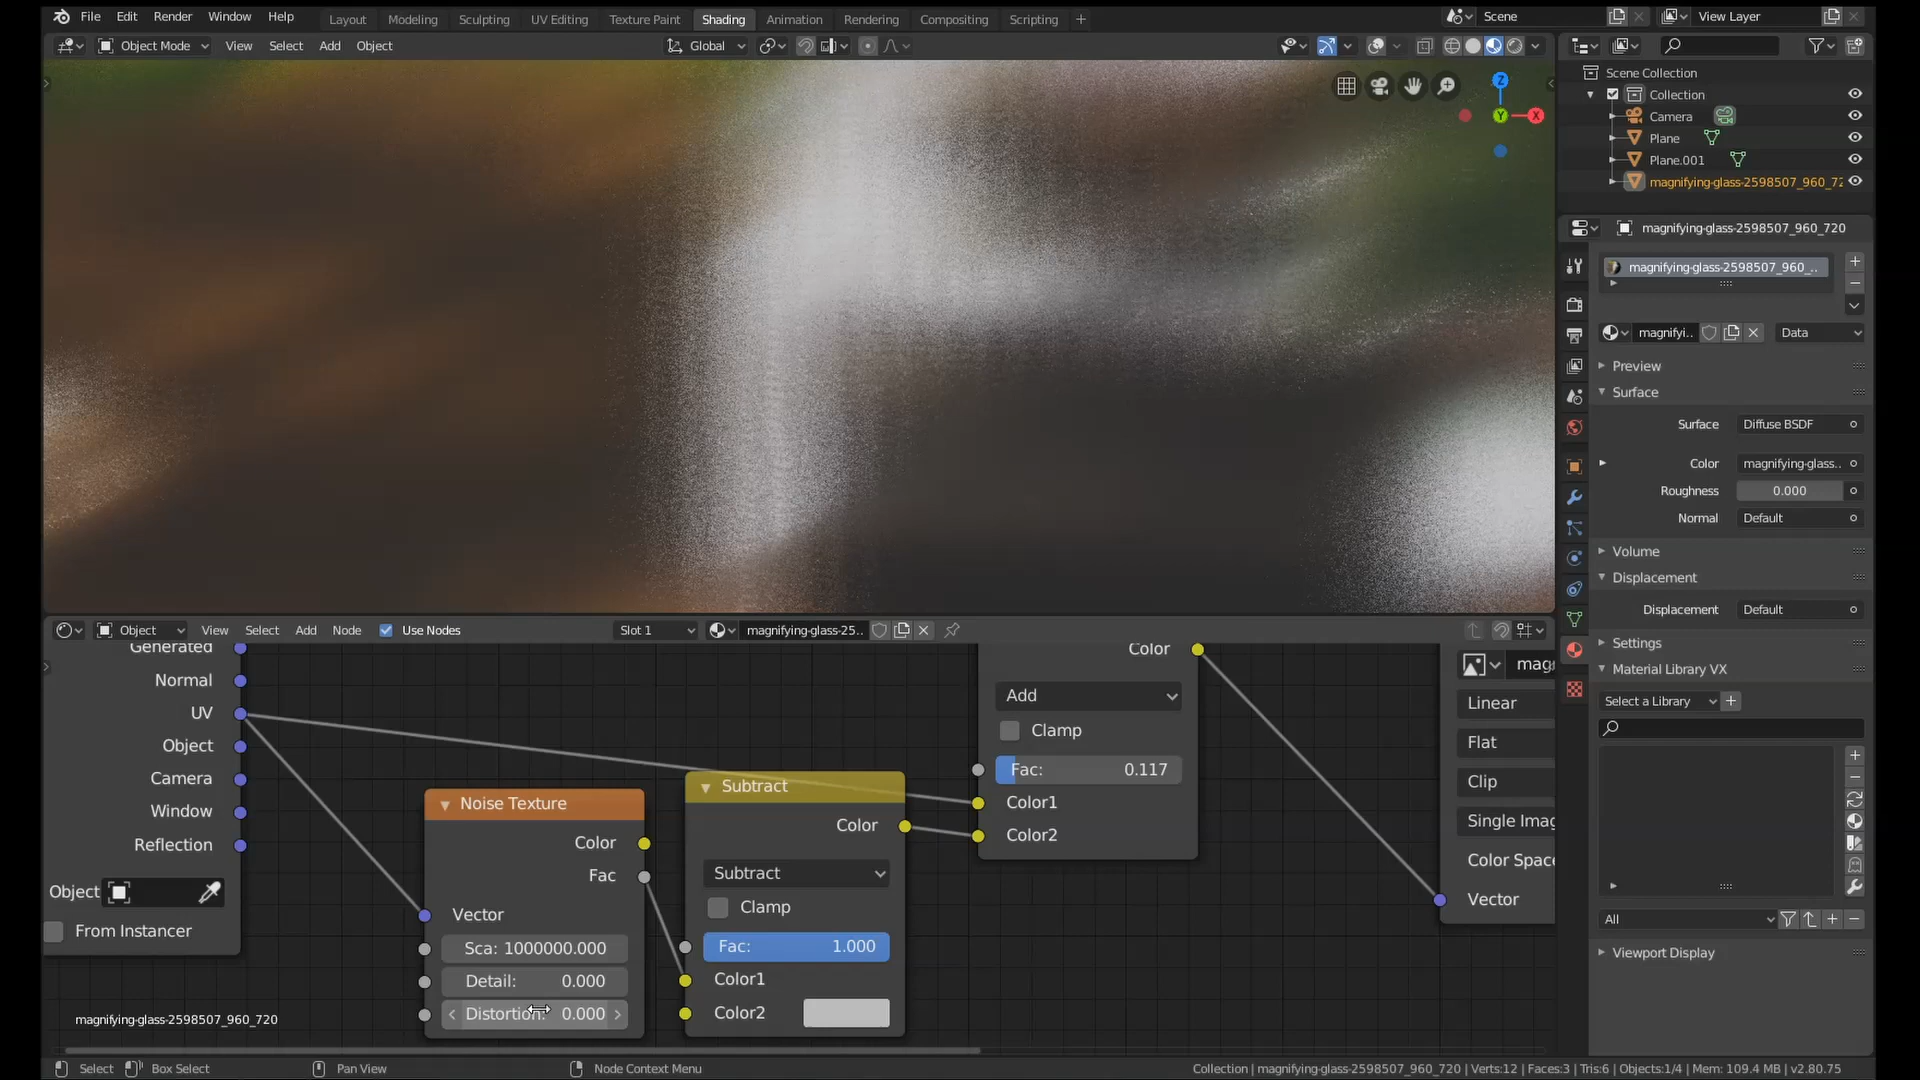 File Edit Render Window Help
Layout Modeling Sculpting UV Editing Texture Paint Shading Animation Rendering Compositing Scripting +
Scene
View Layer
Object Mode View Select Add Object
Global
Z
Y
X
Scene Collection
Collection
Camera
Plane
Plane.001
magnifying-glass-2598507_960_72
magnifying-glass-2598507_960_720
magnifying-glass-2598507_960_..
magnifyi..
Data
Preview
Surface
Surface Diffuse BSDF
Color magnifying-glass..
Roughness 0.000
Normal Default
Volume
Displacement
Displacement Default
Settings
Material Library VX
Select a Library
All
Viewport Display
Object View Select Add Node Use Nodes Slot 1 magnifying-glass-25..
Generated
Normal
UV
Object
Camera
Window
Reflection
Object
From Instancer
Noise Texture
Color
Fac
Vector
Sca: 1000000.000
Detail: 0.000
Distortion: 0.000
Subtract
Color
Subtract
Clamp
Fac: 1.000
Color1
Color2
Color
Add
Clamp
Fac: 0.117
Color1
Color2
mag
Linear
Flat
Clip
Single Imag
Color Space
Vector
magnifying-glass-2598507_960_720
Select Box Select Pan View Node Context Menu
Collection | magnifying-glass-2598507_960_720 | Verts:12 | Faces:3 | Tris:6 | Objects:1/4 | Mem: 109.4 MB | v2.80.75